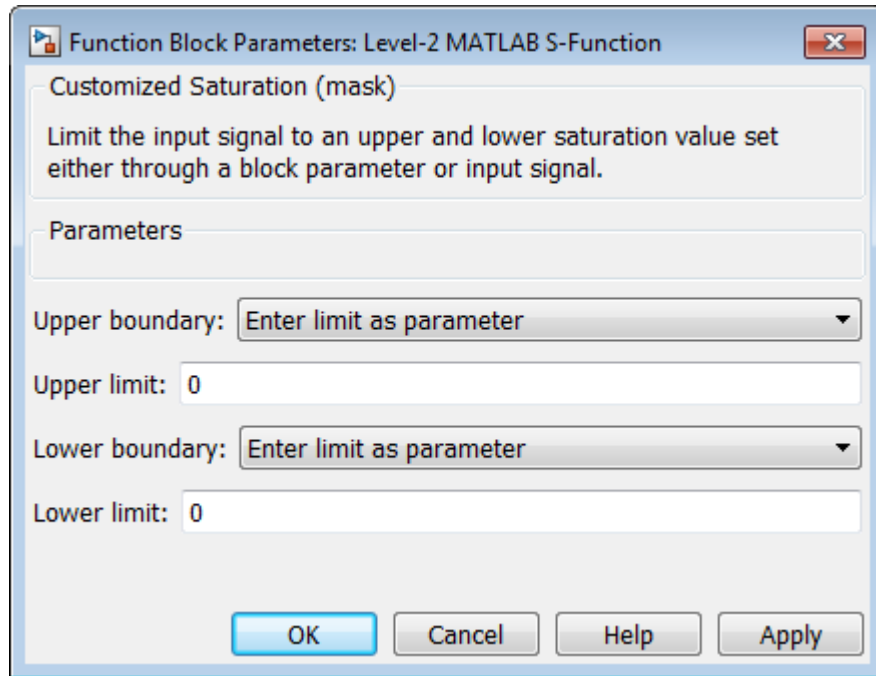 Function Block Parameters: Level-2 MATLAB S-Function
Customized Saturation (mask)
Limit the input signal to an upper and lower saturation value set
either through a block parameter or input signal.
Parameters
Upper boundary: Enter limit as parameter
Upper limit: 0
Lower boundary: Enter limit as parameter
Lower limit: 0
OK Cancel Help Apply